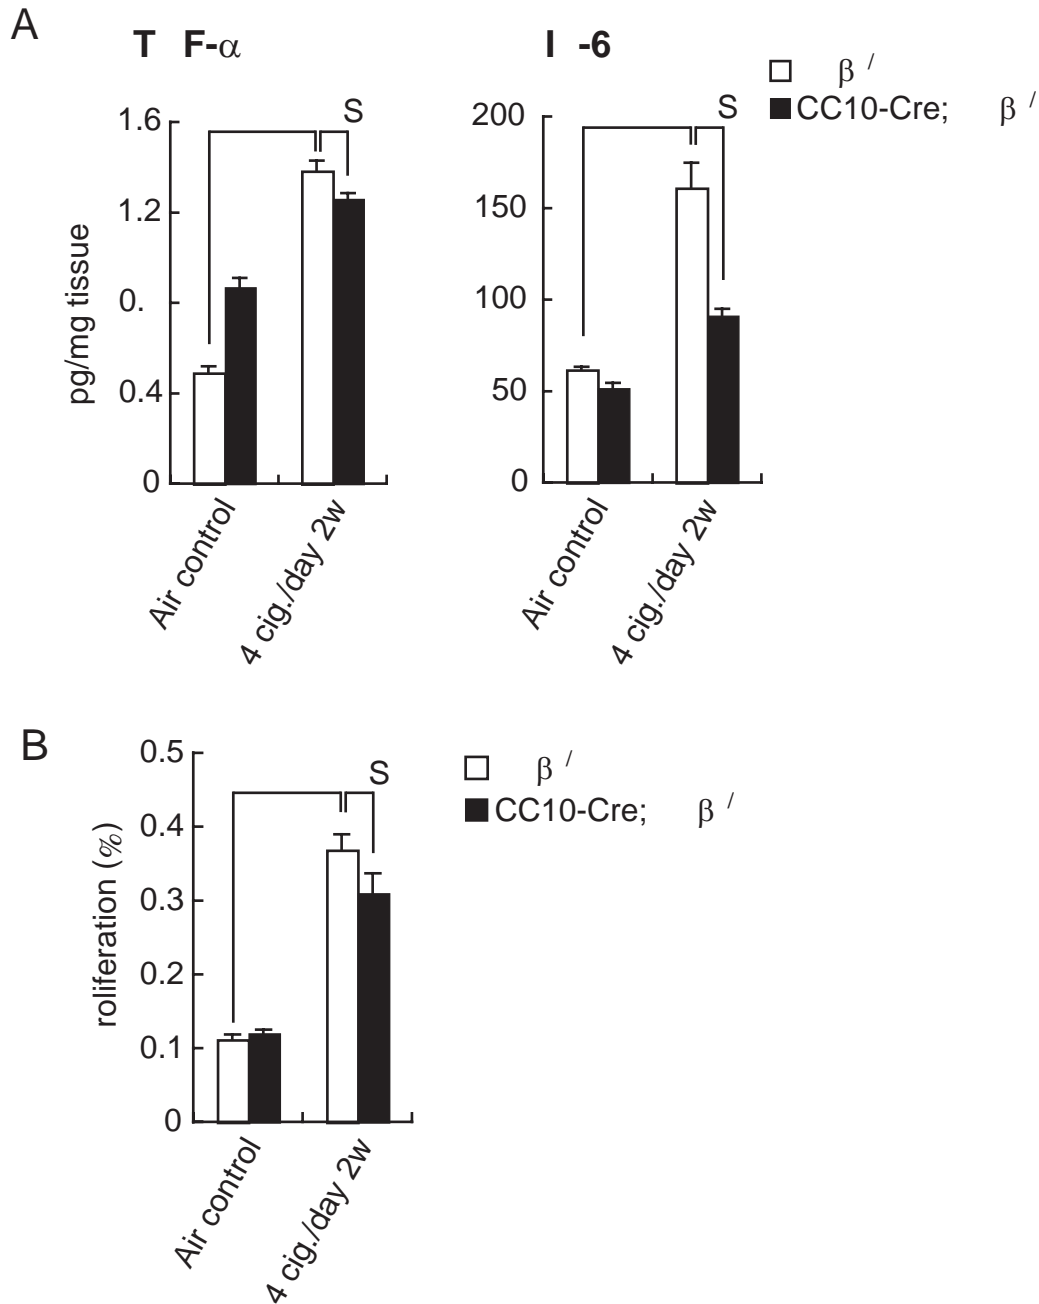 A
T F-α
I -6
β /
CC10-Cre; β /
pg/mg tissue
1.6
1.2
0.
0.4
0
S
Air control
4 cig./day 2w
200
150
100
50
0
S
Air control
4 cig./day 2w
B
roliferation (%)
0.5
0.4
0.3
0.2
0.1
0
S
β /
CC10-Cre; β /
Air control
4 cig./day 2w